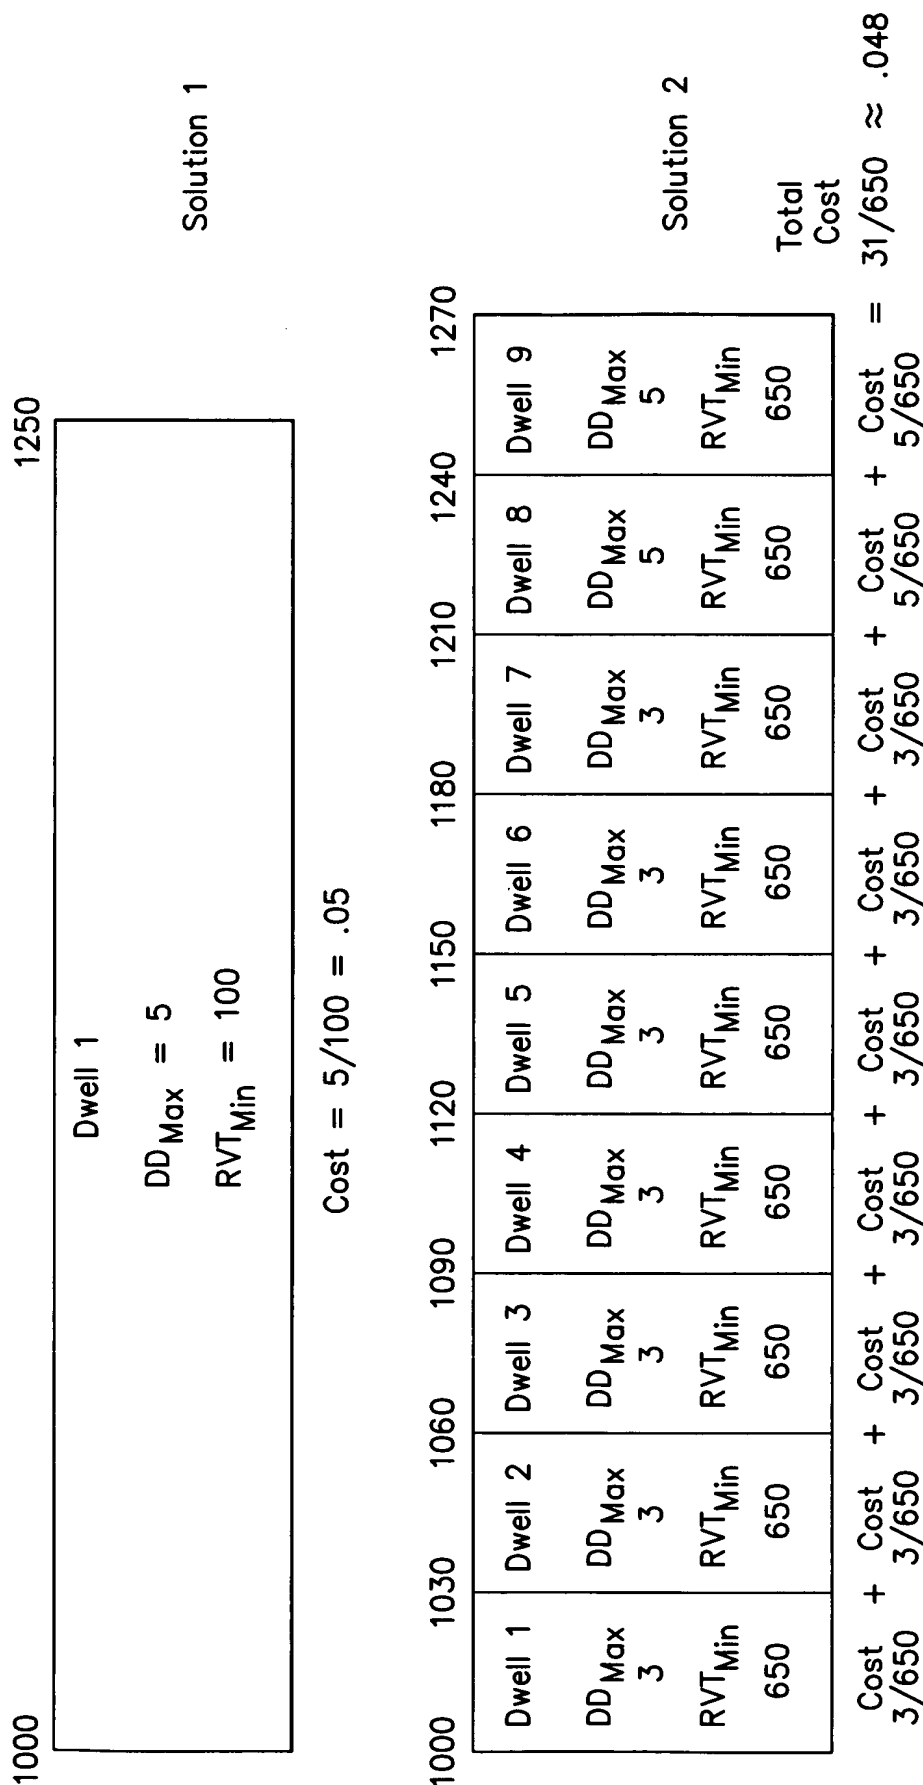 1000 1250
Dwell 1
DD Max = 5
RVT Min = 100
Solution 1
Cost = 5/100 = .05
1000 1030 1060 1090 1120 1150 1180 1210 1240 1270
Dwell 1 Dwell 2 Dwell 3 Dwell 4 Dwell 5 Dwell 6 Dwell 7 Dwell 8 Dwell 9
DD Max DD Max DD Max DD Max DD Max DD Max DD Max DD Max DD Max
3 3 3 3 3 3 3 5 5
Solution 2
RVT Min RVT Min RVT Min RVT Min RVT Min RVT Min RVT Min RVT Min RVT Min
650 650 650 650 650 650 650 650 650
Total
Cost
Cost + Cost + Cost + Cost + Cost + Cost + Cost + Cost + Cost = 31/650 ≈ .048
3/650 3/650 3/650 3/650 3/650 3/650 3/650 5/650 5/650